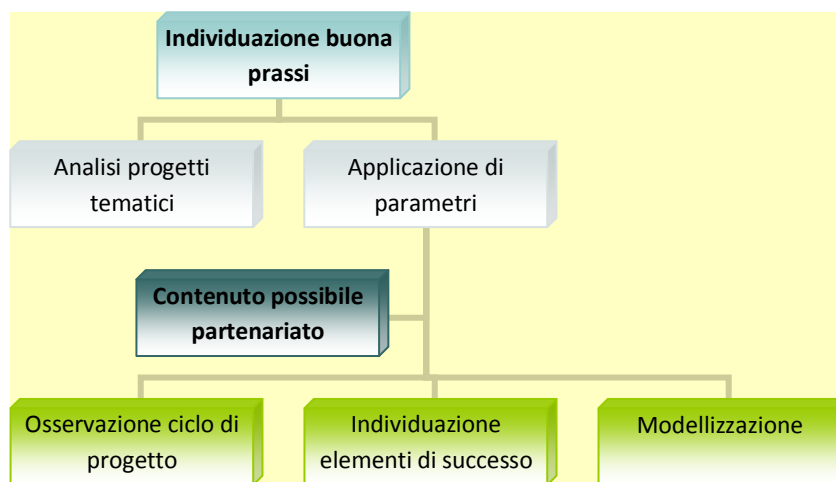 Individuazione buona
prassi
Analisi progetti
tematici
Applicazione di
parametri
Contenuto possibile
partenariato
Osservazione ciclo di
progetto
Individuazione
elementi di successo
Modellizzazione